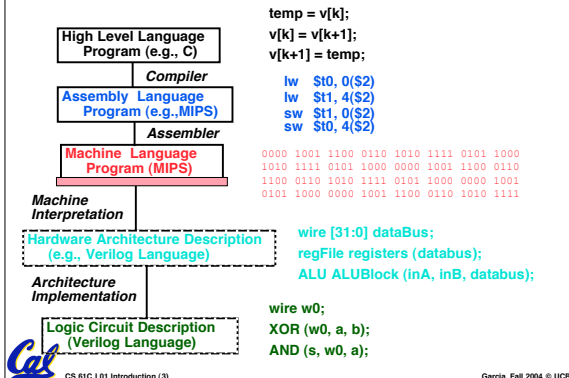 temp = v[k];
v[k] = v[k+1];
v[k+1] = temp;
High Level Language
Program (e.g., C)
Compiler
lw $t0, 0($2)
lw $t1, 4($2)
sw $t1, 0($2)
sw $t0, 4($2)
Assembly Language
Program (e.g.,MIPS)
Assembler
Machine Language
Program (MIPS)
0000 1001 1100 0110 1010 1111 0101 1000
1010 1111 0101 1000 0000 1001 1100 0110
1100 0110 1010 1111 0101 1000 0000 1001
0101 1000 0000 1001 1100 0110 1010 1111
Machine
Interpretation
Hardware Architecture Description
(e.g., Verilog Language)
wire [31:0] dataBus;
regFile registers (databus);
ALU ALUBlock (inA, inB, databus);
Architecture
Implementation
Logic Circuit Description
(Verilog Language)
wire w0;
XOR (w0, a, b);
AND (s, w0, a);
Cal
CS 61C L01 Introduction (3)
Garcia, Fall 2004 © UCB